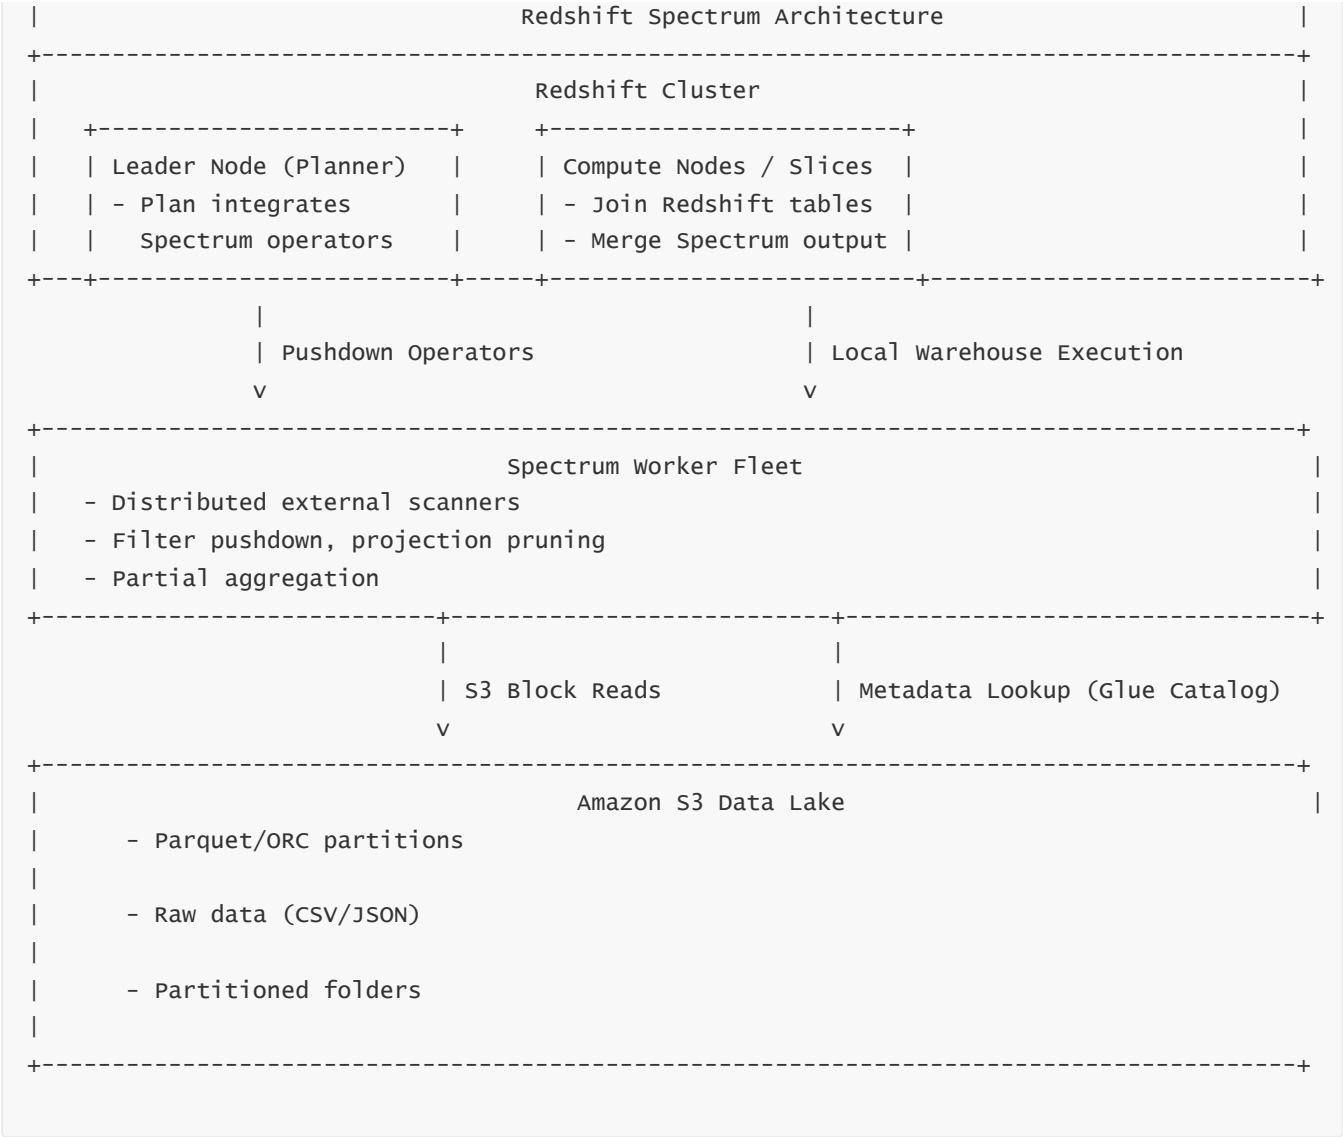 |                                  Redshift Spectrum Architecture                         |
+-----------------------------------------------------------------------------------------+
|                                   Redshift Cluster                                      |
|   +-------------------------+     +-------------------------+                           |
|   | Leader Node (Planner)   |     | Compute Nodes / Slices  |                           |
|   | - Plan integrates       |     | - Join Redshift tables  |                           |
|   |   Spectrum operators    |     | - Merge Spectrum output |                           |
+---+-------------------------+-----+--------------------------+---------------------------+
                |                                      |
                | Pushdown Operators                   | Local Warehouse Execution
                v                                      v
+-----------------------------------------------------------------------------------------+
|                                 Spectrum Worker Fleet                                    |
|   - Distributed external scanners                                                        |
|   - Filter pushdown, projection pruning                                                  |
|   - Partial aggregation                                                                  |
+----------------------------+---------------------------+---------------------------------+
                             |                           |
                             | S3 Block Reads            | Metadata Lookup (Glue Catalog)
                             v                           v
+-----------------------------------------------------------------------------------------+
|                                      Amazon S3 Data Lake                                 |
|      - Parquet/ORC partitions
|
|      - Raw data (CSV/JSON)
|
|      - Partitioned folders
|
+-----------------------------------------------------------------------------------------+